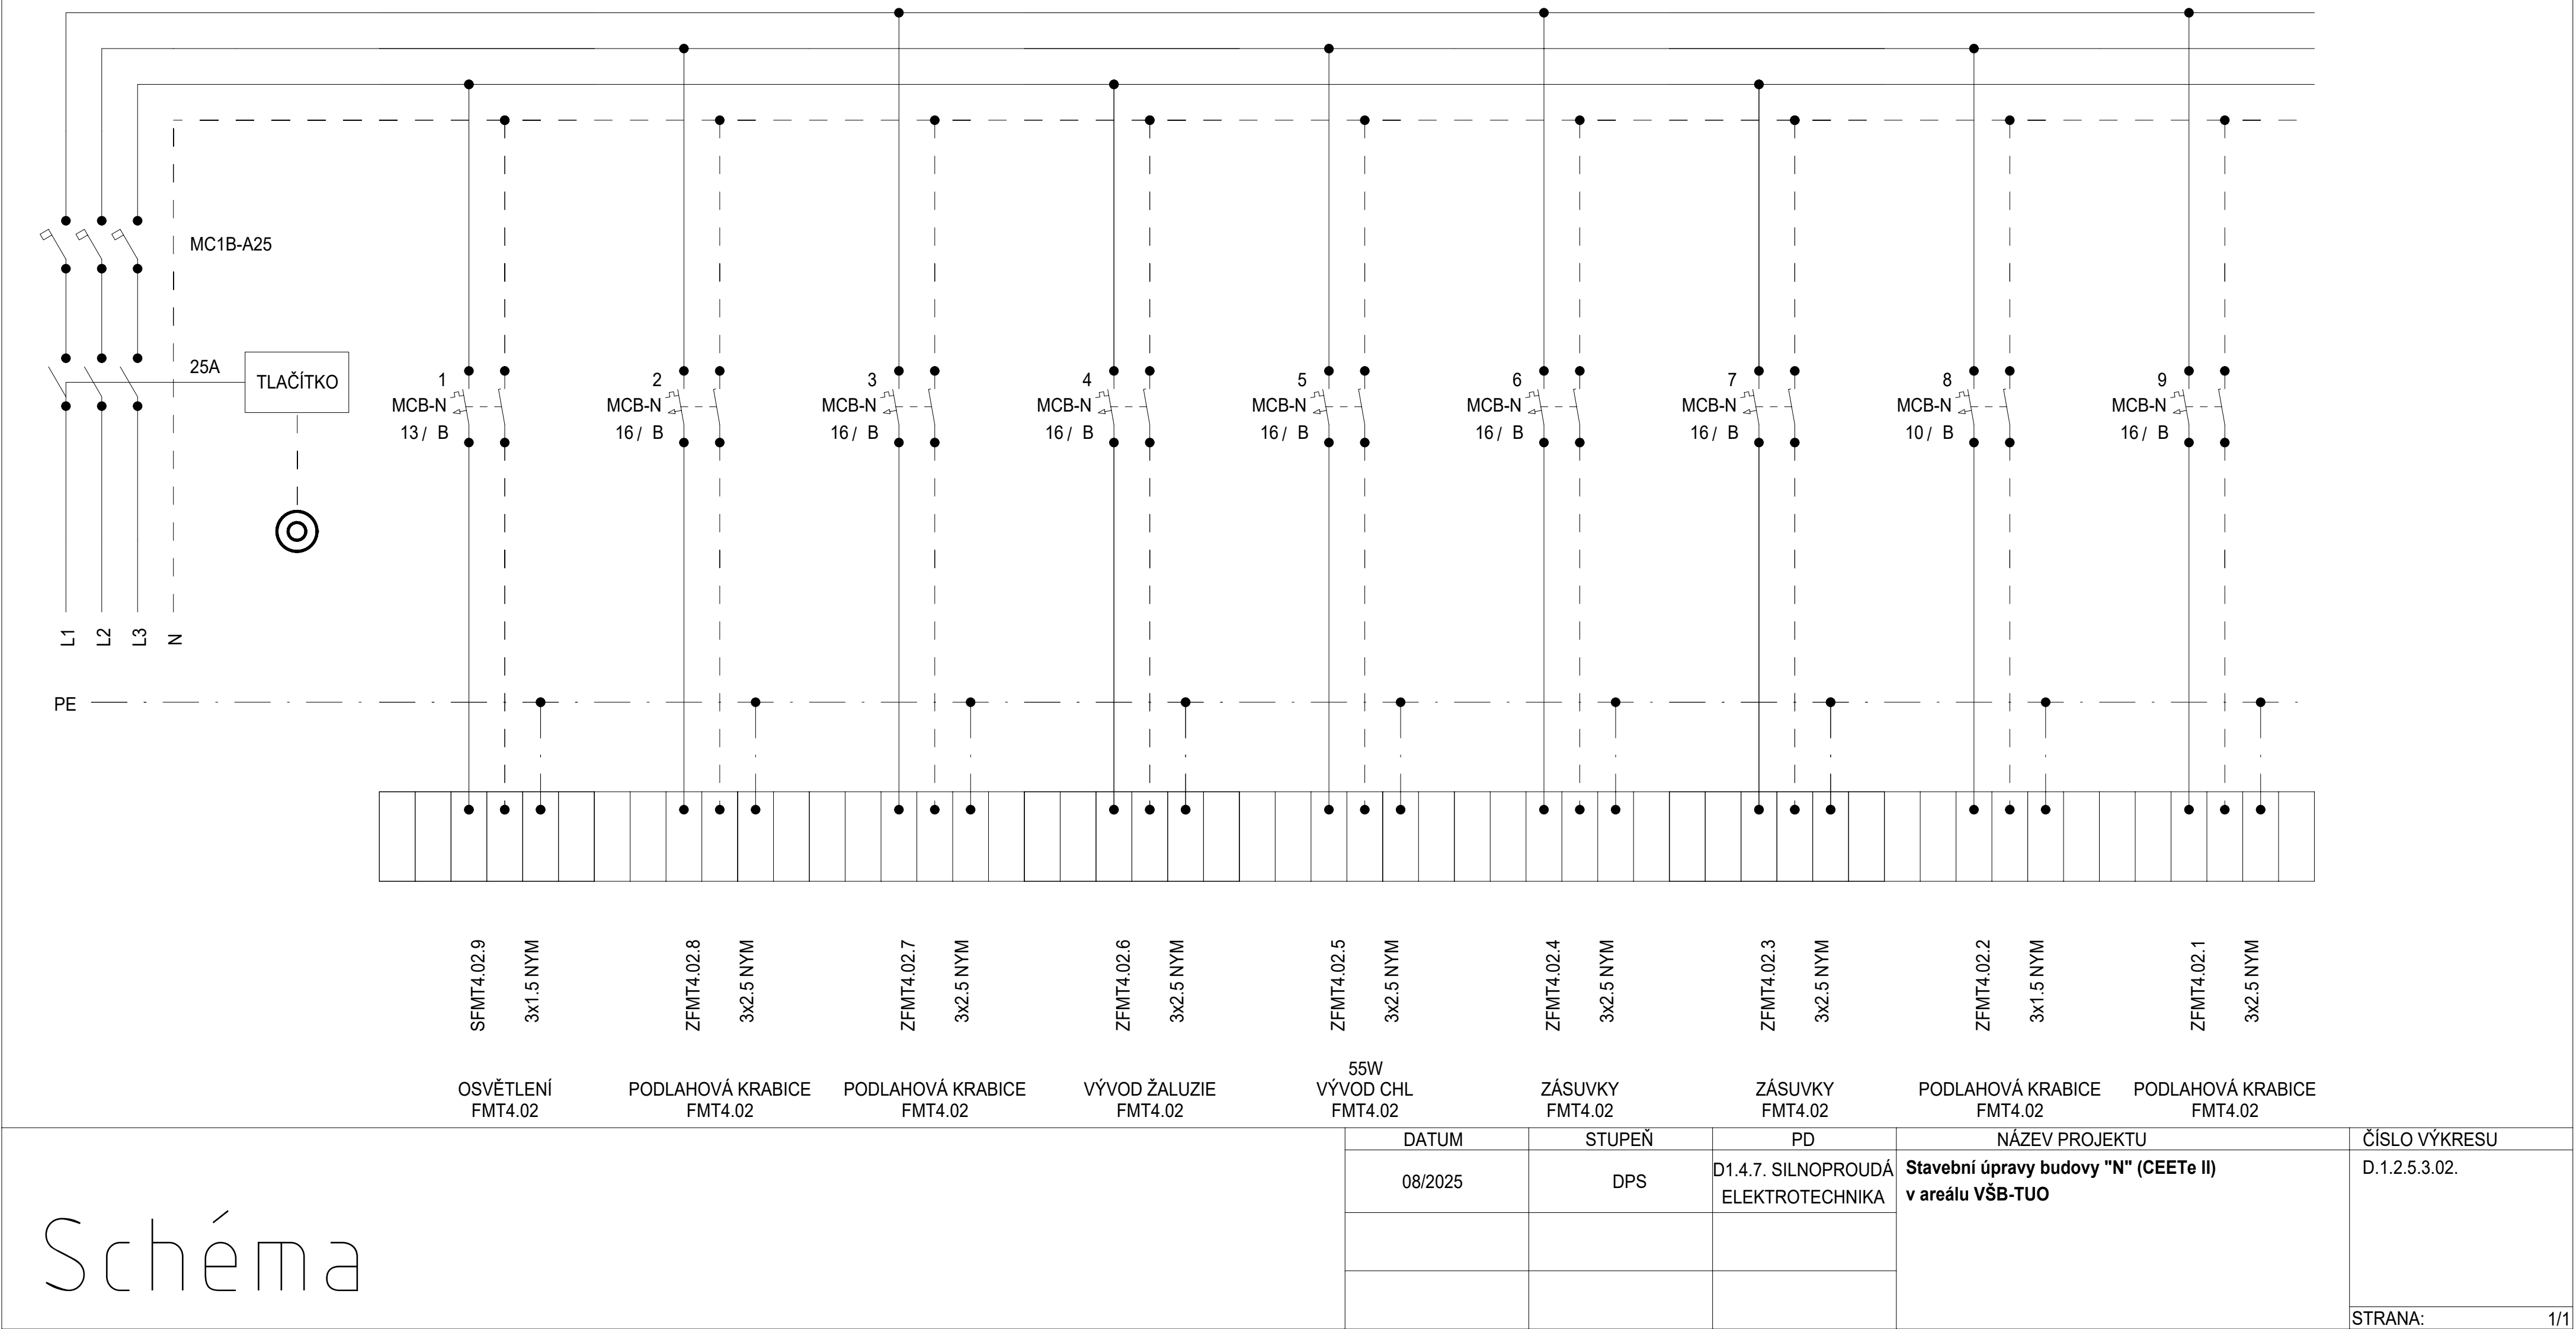 MC1B-A25
25A
TLAČÍTKO
1
MCB-N
13 / B
2
MCB-N
16 / B
3
MCB-N
16 / B
4
MCB-N
16 / B
5
MCB-N
16 / B
6
MCB-N
16 / B
7
MCB-N
16 / B
8
MCB-N
10 / B
9
MCB-N
16 / B
L1
L2
L3
N
PE
SFMT4.02.9
3x1.5 NYM
ZFMT4.02.8
3x2.5 NYM
ZFMT4.02.7
3x2.5 NYM
ZFMT4.02.6
3x2.5 NYM
ZFMT4.02.5
3x2.5 NYM
ZFMT4.02.4
3x2.5 NYM
ZFMT4.02.3
3x2.5 NYM
ZFMT4.02.2
3x1.5 NYM
ZFMT4.02.1
3x2.5 NYM
OSVĚTLENÍ
FMT4.02
PODLAHOVÁ KRABICE
FMT4.02
PODLAHOVÁ KRABICE
FMT4.02
VÝVOD ŽALUZIE
FMT4.02
55W
VÝVOD CHL
FMT4.02
ZÁSUVKY
FMT4.02
ZÁSUVKY
FMT4.02
PODLAHOVÁ KRABICE
FMT4.02
PODLAHOVÁ KRABICE
FMT4.02
Schéma
DATUM
08/2025
STUPEŇ
DPS
PD
D1.4.7. SILNOPROUDÁ
ELEKTROTECHNIKA
NÁZEV PROJEKTU
Stavební úpravy budovy "N" (CEETe II)
v areálu VŠB-TUO
ČÍSLO VÝKRESU
D.1.2.5.3.02.
STRANA: 1/1